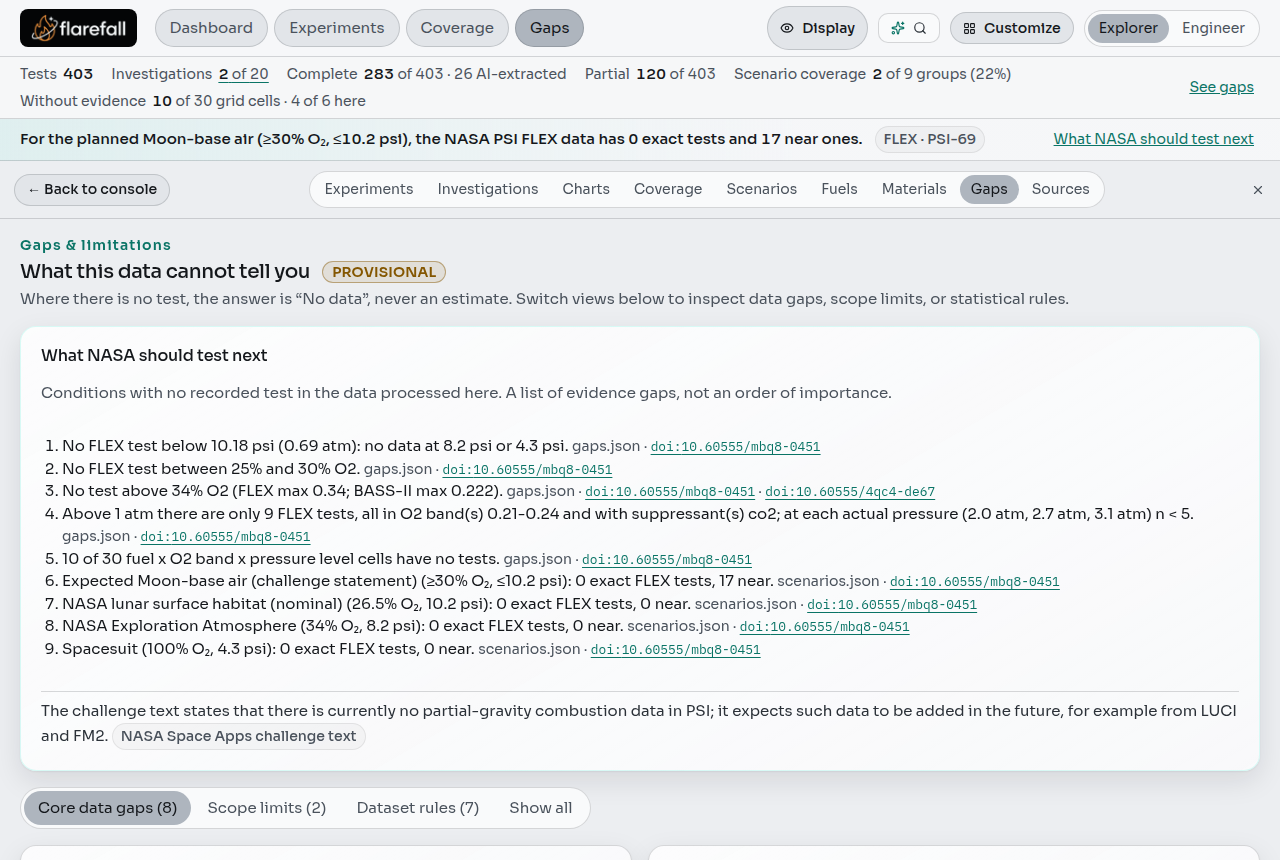 flarefall Dashboard Experiments Coverage Gaps Display Customize Explorer Engineer
Tests 403 Investigations 2 of 20 Complete 283 of 403 · 26 AI-extracted Partial 120 of 403 Scenario coverage 2 of 9 groups (22%)
Without evidence 10 of 30 grid cells · 4 of 6 here
See gaps
For the planned Moon-base air (≥30% O₂, ≤10.2 psi), the NASA PSI FLEX data has 0 exact tests and 17 near ones. FLEX · PSI-69 What NASA should test next
← Back to console Experiments Investigations Charts Coverage Scenarios Fuels Materials Gaps Sources ×
Gaps & limitations
What this data cannot tell you PROVISIONAL
Where there is no test, the answer is “No data”, never an estimate. Switch views below to inspect data gaps, scope limits, or statistical rules.
What NASA should test next
Conditions with no recorded test in the data processed here. A list of evidence gaps, not an order of importance.
1. No FLEX test below 10.18 psi (0.69 atm): no data at 8.2 psi or 4.3 psi. gaps.json · doi:10.60555/mbq8-0451
2. No FLEX test between 25% and 30% O2. gaps.json · doi:10.60555/mbq8-0451
3. No test above 34% O2 (FLEX max 0.34; BASS-II max 0.222). gaps.json · doi:10.60555/mbq8-0451 · doi:10.60555/4qc4-de67
4. Above 1 atm there are only 9 FLEX tests, all in O2 band(s) 0.21-0.24 and with suppressant(s) co2; at each actual pressure (2.0 atm, 2.7 atm, 3.1 atm) n < 5.
gaps.json · doi:10.60555/mbq8-0451
5. 10 of 30 fuel x O2 band x pressure level cells have no tests. gaps.json · doi:10.60555/mbq8-0451
6. Expected Moon-base air (challenge statement) (≥30% O₂, ≤10.2 psi): 0 exact FLEX tests, 17 near. scenarios.json · doi:10.60555/mbq8-0451
7. NASA lunar surface habitat (nominal) (26.5% O₂, 10.2 psi): 0 exact FLEX tests, 0 near. scenarios.json · doi:10.60555/mbq8-0451
8. NASA Exploration Atmosphere (34% O₂, 8.2 psi): 0 exact FLEX tests, 0 near. scenarios.json · doi:10.60555/mbq8-0451
9. Spacesuit (100% O₂, 4.3 psi): 0 exact FLEX tests, 0 near. scenarios.json · doi:10.60555/mbq8-0451
The challenge text states that there is currently no partial-gravity combustion data in PSI; it expects such data to be added in the future, for example from LUCI
and FM2. NASA Space Apps challenge text
Core data gaps (8) Scope limits (2) Dataset rules (7) Show all